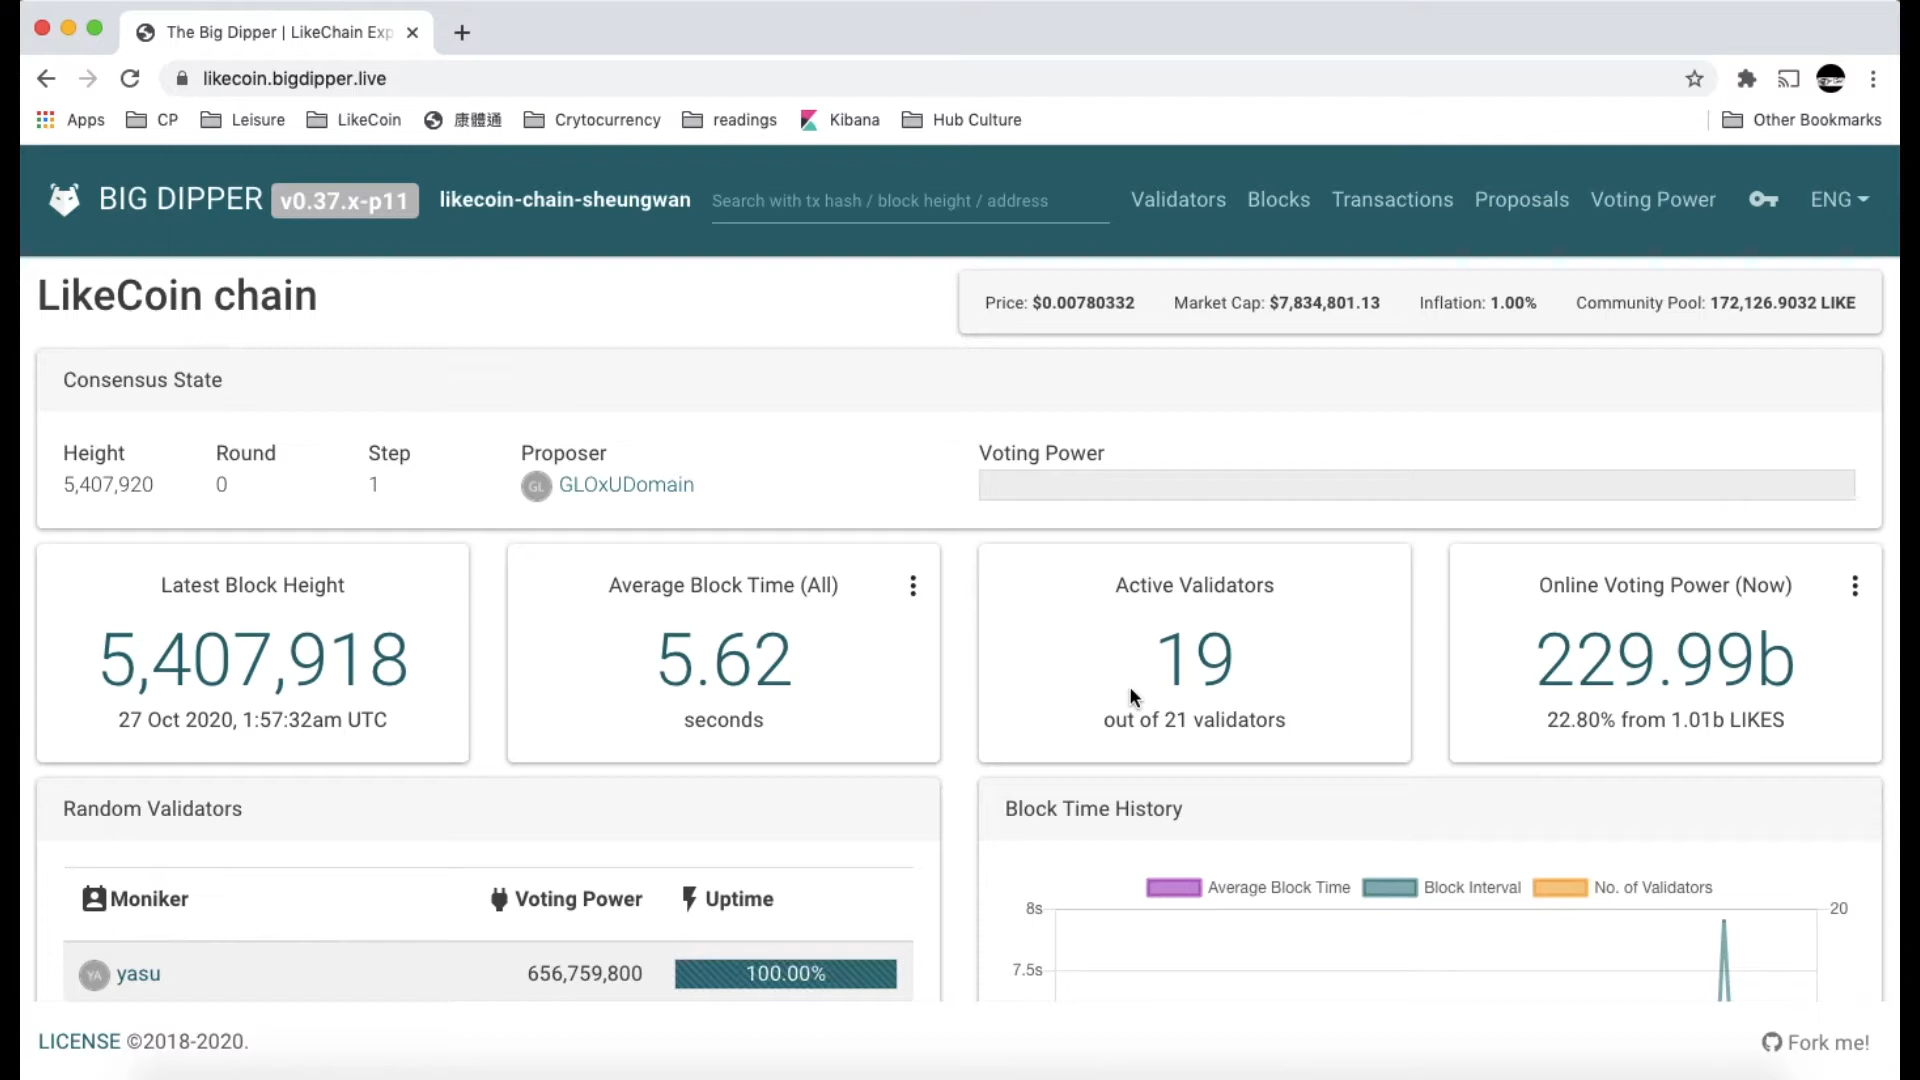 The Big Dipper | LikeChain Exp
likecoin.bigdipper.live
Apps CP Leisure LikeCoin 康體通 Crytocurrency readings Kibana Hub Culture Other Bookmarks
BIG DIPPER v0.37.x-p11 likecoin-chain-sheungwan Search with tx hash / block height / address Validators Blocks Transactions Proposals Voting Power ENG
LikeCoin chain
Price: $0.00780332 Market Cap: $7,834,801.13 Inflation: 1.00% Community Pool: 172,126.9032 LIKE
Consensus State
Height Round Step Proposer Voting Power
5,407,920 0 1 GL GLOxUDomain
Latest Block Height
5,407,918
27 Oct 2020, 1:57:32am UTC
Average Block Time (All)
5.62
seconds
Active Validators
19
out of 21 validators
Online Voting Power (Now)
229.99b
22.80% from 1.01b LIKES
Random Validators
Moniker Voting Power Uptime
YA yasu 656,759,800 100.00%
Block Time History
Average Block Time Block Interval No. of Validators
8s 20
7.5s
LICENSE ©2018-2020.
Fork me!